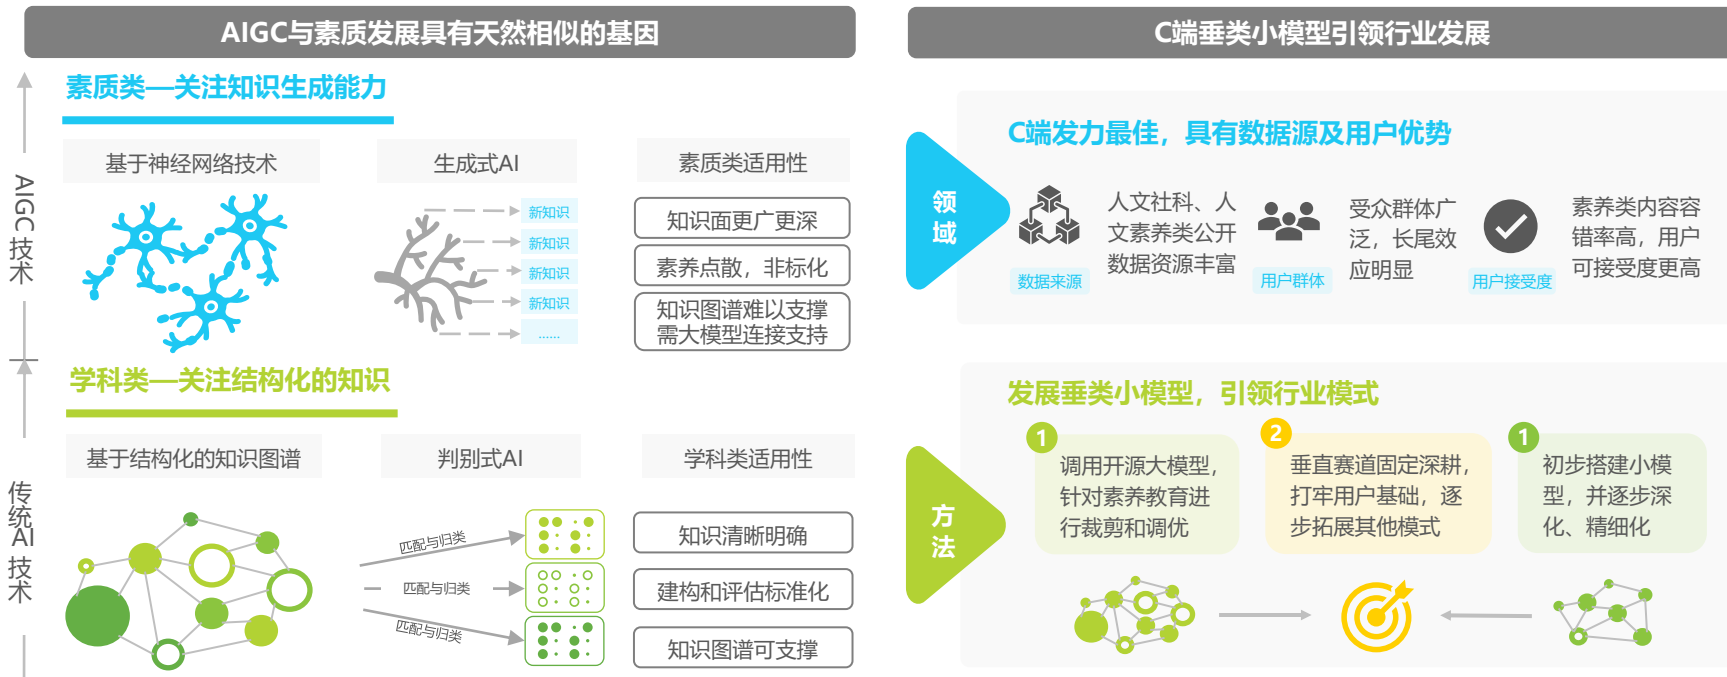 AIGC与素质发展具有天然相似的基因
素质类—关注知识生成能力
AIGC技术
基于神经网络技术
生成式AI
素质类适用性
新知识
新知识
新知识
新知识
......
知识面更广更深
素养点散，非标化
知识图谱难以支撑
需大模型连接支持
学科类—关注结构化的知识
传统AI技术
基于结构化的知识图谱
判别式AI
学科类适用性
匹配与归类
匹配与归类
匹配与归类
知识清晰明确
建构和评估标准化
知识图谱可支撑
C端垂类小模型引领行业发展
领域
C端发力最佳，具有数据源及用户优势
数据来源
人文社科、人
文素养类公开
数据资源丰富
用户群体
受众群体广
泛，长尾效
应明显
用户接受度
素养类内容容
错率高，用户
可接受度更高
方法
发展垂类小模型，引领行业模式
1
调用开源大模型，
针对素养教育进
行裁剪和调优
2
垂直赛道固定深耕，
打牢用户基础，逐
步拓展其他模式
1
初步搭建小模
型，并逐步深
化、精细化